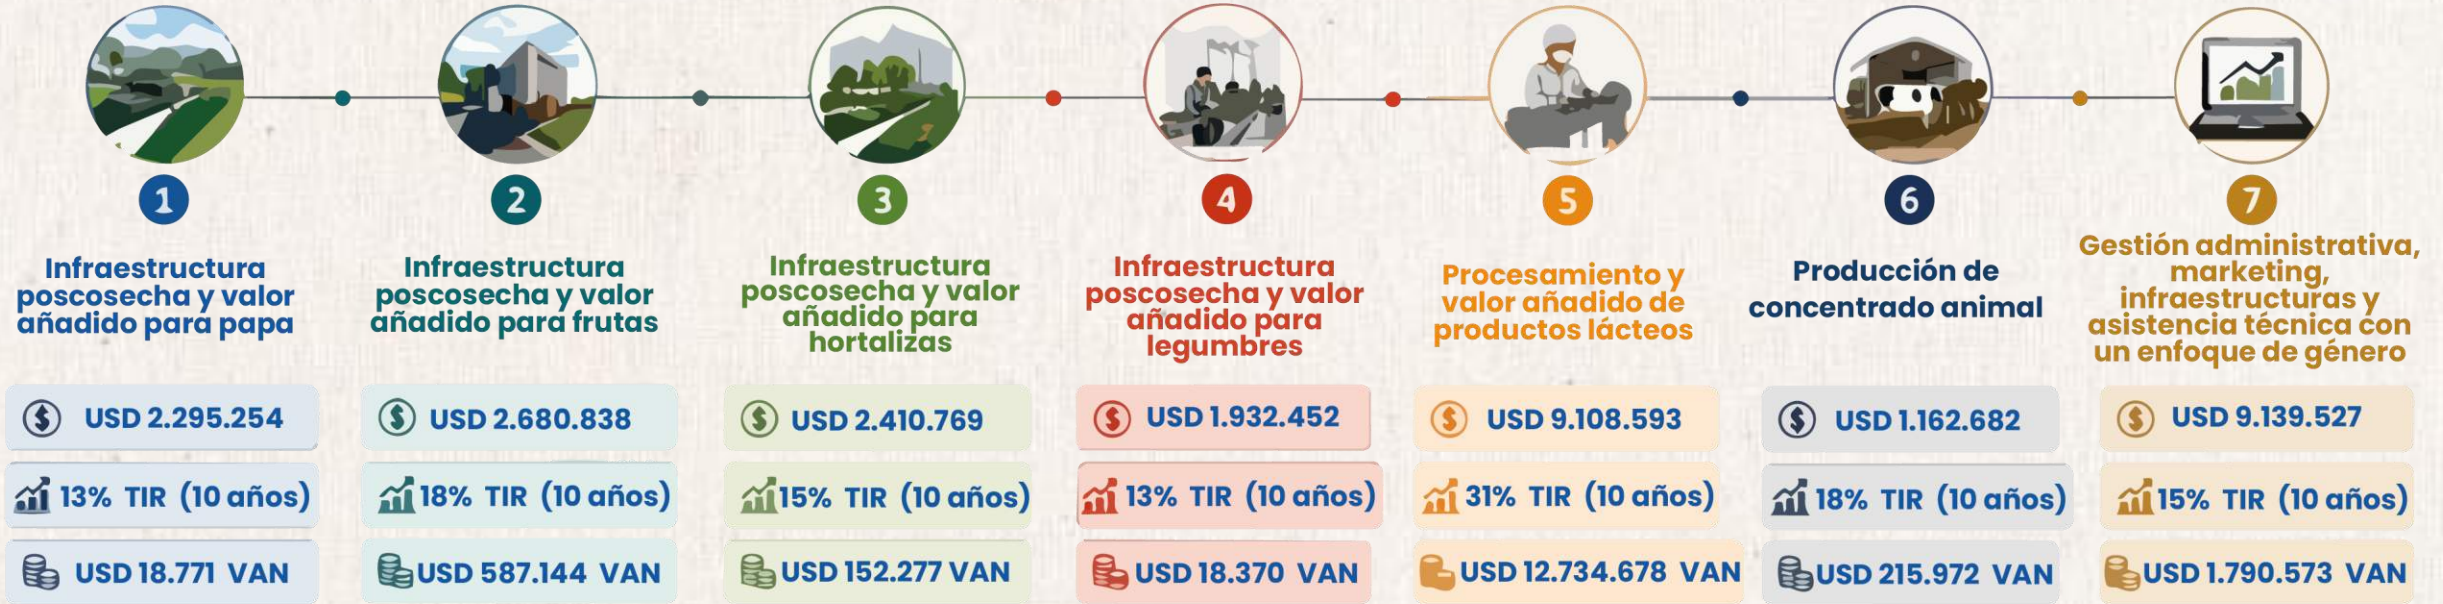 1
Infraestructura
poscosecha y valor
añadido para papa
USD 2.295.254
13% TIR (10 años)
USD 18.771 VAN
2
Infraestructura
poscosecha y valor
añadido para frutas
USD 2.680.838
18% TIR (10 años)
USD 587.144 VAN
3
Infraestructura
poscosecha y valor
añadido para
hortalizas
USD 2.410.769
15% TIR (10 años)
USD 152.277 VAN
4
Infraestructura
poscosecha y valor
añadido para
legumbres
USD 1.932.452
13% TIR (10 años)
USD 18.370 VAN
5
Procesamiento y
valor añadido de
productos lácteos
USD 9.108.593
31% TIR (10 años)
USD 12.734.678 VAN
6
Producción de
concentrado animal
USD 1.162.682
18% TIR (10 años)
USD 215.972 VAN
7
Gestión administrativa,
marketing,
infraestructuras y
asistencia técnica con
un enfoque de género
USD 9.139.527
15% TIR (10 años)
USD 1.790.573 VAN